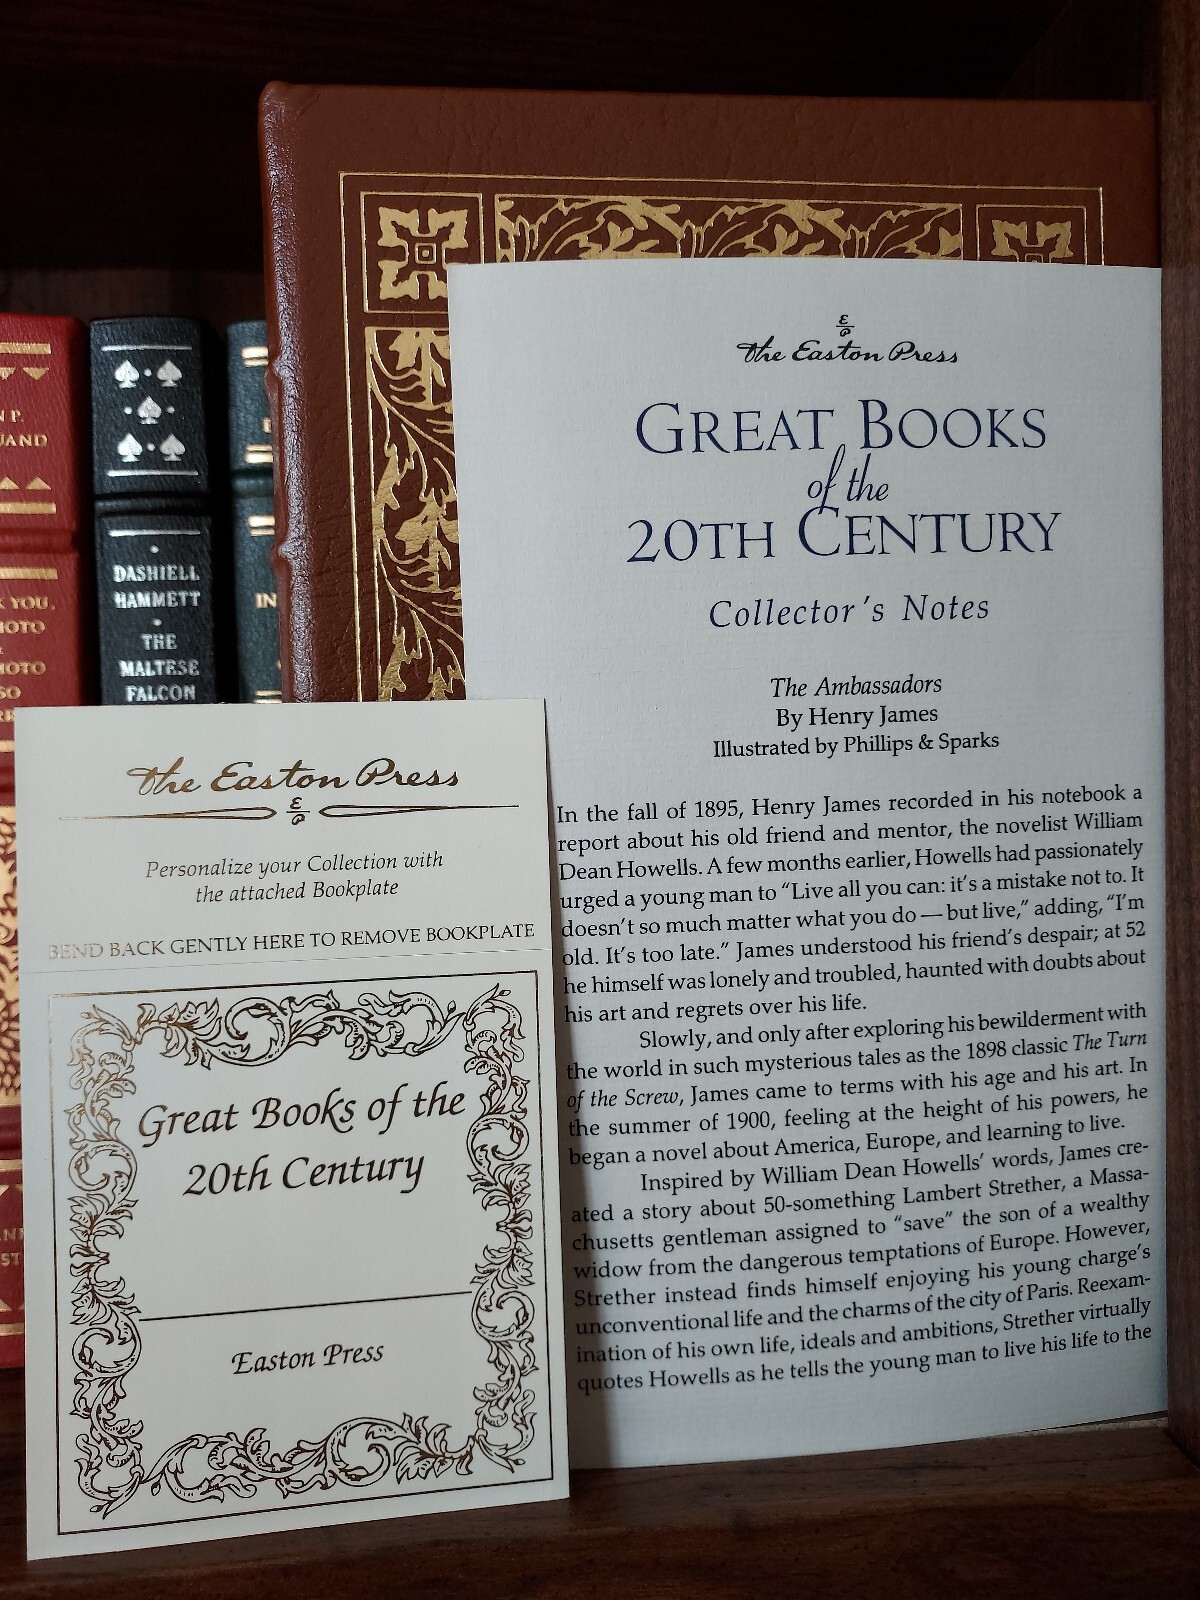 N P.
UAND
K YOU,
MOTO
MOTO
SO
DASHIELL
HAMMETT
THE
MALTESE
FALCON
IN
The Easton Press
Personalize your Collection with
the attached Bookplate
BEND BACK GENTLY HERE TO REMOVE BOOKPLATE
Great Books of the
20th Century
Easton Press
The Easton Press
GREAT BOOKS
of the
20TH CENTURY
Collector's Notes
The Ambassadors
By Henry James
Illustrated by Phillips & Sparks
In the fall of 1895, Henry James recorded in his notebook a
report about his old friend and mentor, the novelist William
Dean Howells. A few months earlier, Howells had passionately
urged a young man to “Live all you can: it's a mistake not to. It
doesn't so much matter what you do — but live,” adding, “I'm
old. It's too late.” James understood his friend's despair; at 52
he himself was lonely and troubled, haunted with doubts about
his art and regrets over his life.
Slowly, and only after exploring his bewilderment with
the world in such mysterious tales as the 1898 classic The Turn
of the Screw, James came to terms with his age and his art. In
the summer of 1900, feeling at the height of his powers, he
began a novel about America, Europe, and learning to live.
Inspired by William Dean Howells' words, James cre-
ated a story about 50-something Lambert Strether, a Massa-
chusetts gentleman assigned to “save” the son of a wealthy
widow from the dangerous temptations of Europe. However,
Strether instead finds himself enjoying his young charge's
unconventional life and the charms of the city of Paris. Reexam-
ination of his own life, ideals and ambitions, Strether virtually
quotes Howells as he tells the young man to live his life to the